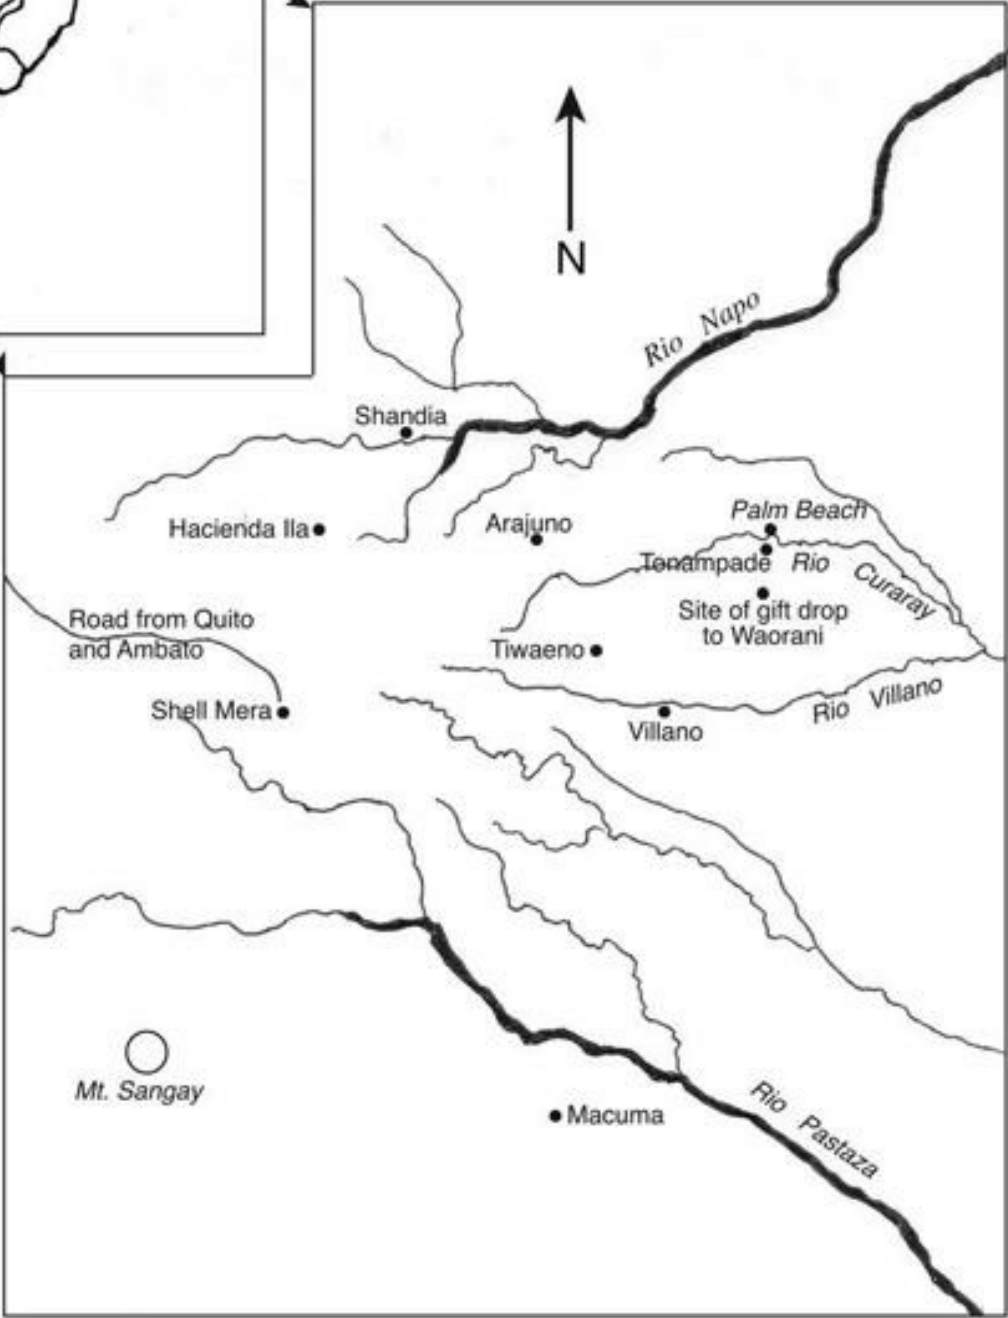 N
Rio Napo
Shandia
Hacienda Ila
Arajuno
Palm Beach
Tonampade
Rio Curaray
Site of gift drop
to Waorani
Road from Quito
and Ambato
Tiwaeno
Shell Mera
Villano
Rio Villano
Mt. Sangay
Macuma
Rio Pastaza